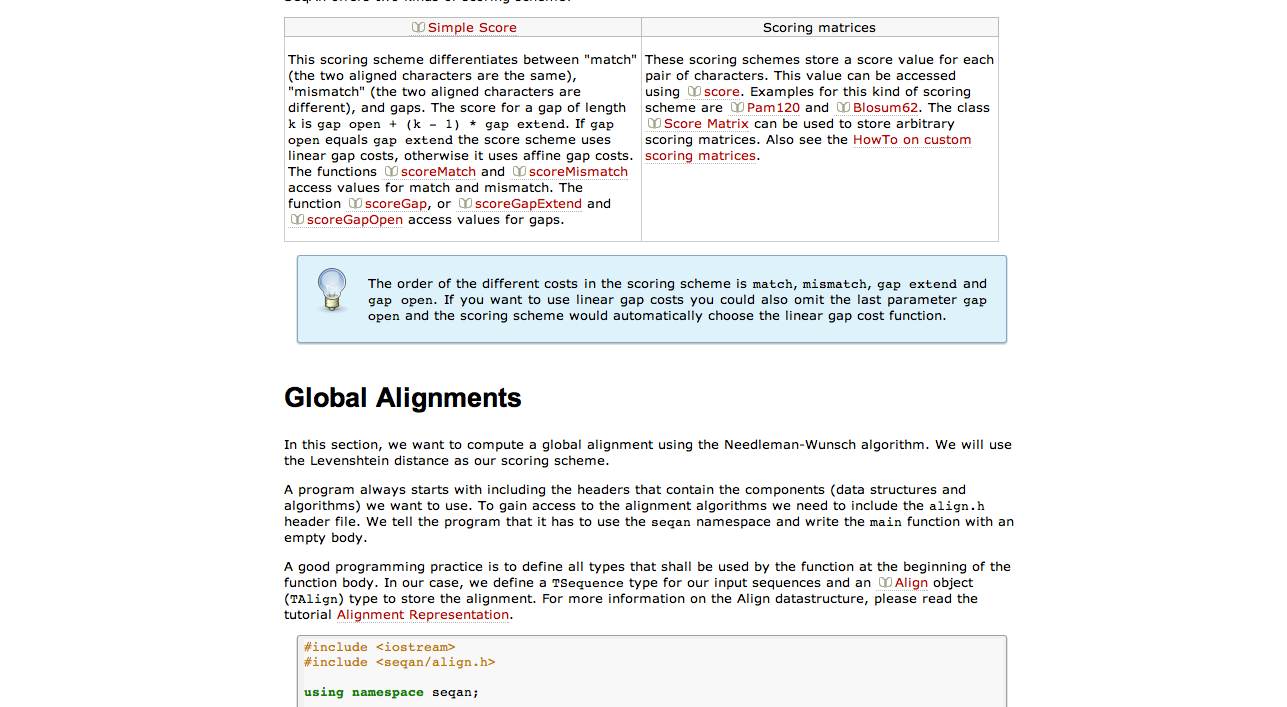 SeqAn offers two kinds of scoring scheme:
Simple Score
Scoring matrices
This scoring scheme differentiates between "match"
(the two aligned characters are the same),
"mismatch" (the two aligned characters are
different), and gaps. The score for a gap of length
k is gap open + (k - 1) * gap extend. If gap
open equals gap extend the score scheme uses
linear gap costs, otherwise it uses affine gap costs.
The functions scoreMatch and scoreMismatch
access values for match and mismatch. The
function scoreGap, or scoreGapExtend and
scoreGapOpen access values for gaps.
These scoring schemes store a score value for each
pair of characters. This value can be accessed
using score. Examples for this kind of scoring
scheme are Pam120 and Blosum62. The class
Score Matrix can be used to store arbitrary
scoring matrices. Also see the HowTo on custom
scoring matrices.
The order of the different costs in the scoring scheme is match, mismatch, gap extend and
gap open. If you want to use linear gap costs you could also omit the last parameter gap
open and the scoring scheme would automatically choose the linear gap cost function.
Global Alignments
In this section, we want to compute a global alignment using the Needleman-Wunsch algorithm. We will use
the Levenshtein distance as our scoring scheme.
A program always starts with including the headers that contain the components (data structures and
algorithms) we want to use. To gain access to the alignment algorithms we need to include the align.h
header file. We tell the program that it has to use the seqan namespace and write the main function with an
empty body.
A good programming practice is to define all types that shall be used by the function at the beginning of the
function body. In our case, we define a TSequence type for our input sequences and an Align object
(TAlign) type to store the alignment. For more information on the Align datastructure, please read the
tutorial Alignment Representation.
#include <iostream>
#include <seqan/align.h>
using namespace seqan;